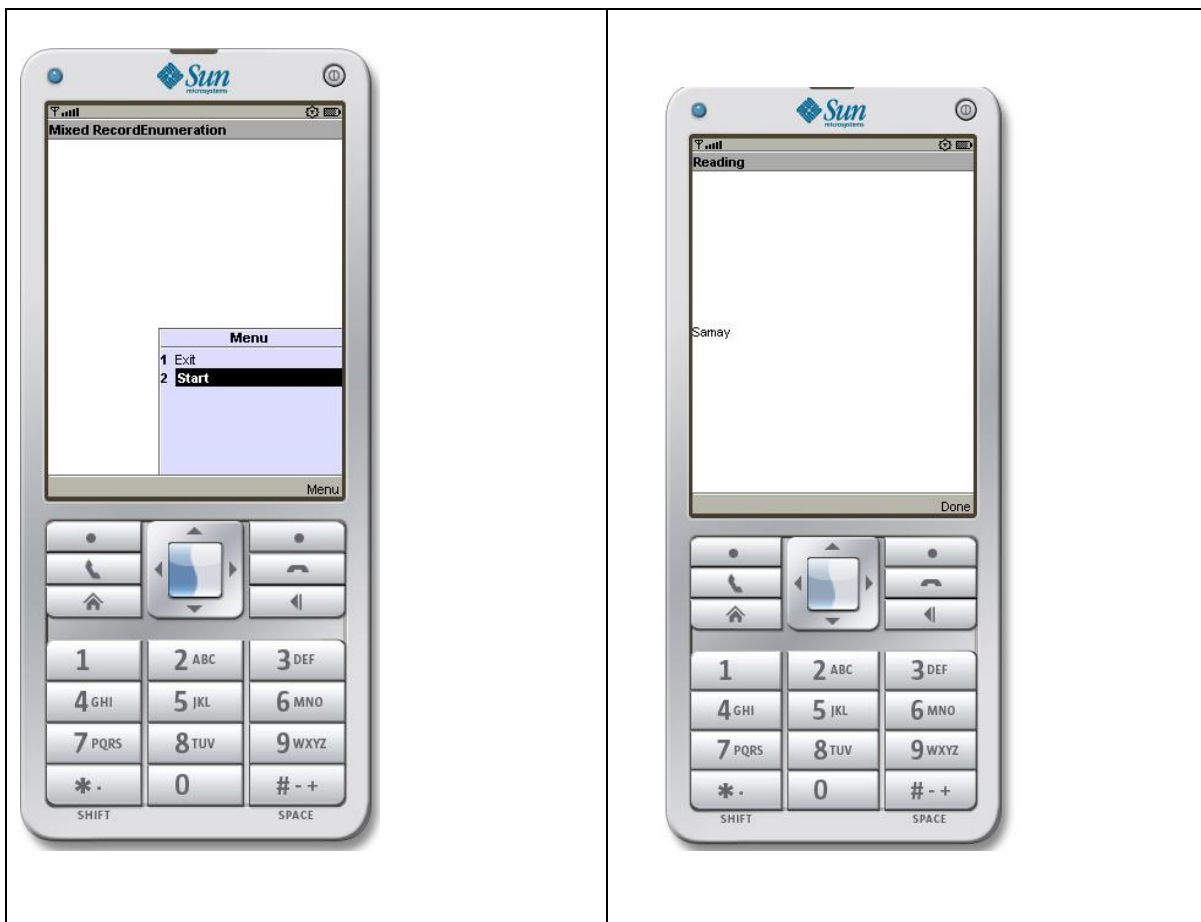 Sun
microsystems
Mixed RecordEnumeration
Menu
1 Exit
2 Start
Menu
1
2 ABC
3 DEF
4 GHI
5 JKL
6 MNO
7 PQRS
8 TUV
9 WXYZ
* .
0
# - +
SHIFT
SPACE
Sun
microsystems
Reading
Samay
Done
1
2 ABC
3 DEF
4 GHI
5 JKL
6 MNO
7 PQRS
8 TUV
9 WXYZ
* .
0
# - +
SHIFT
SPACE